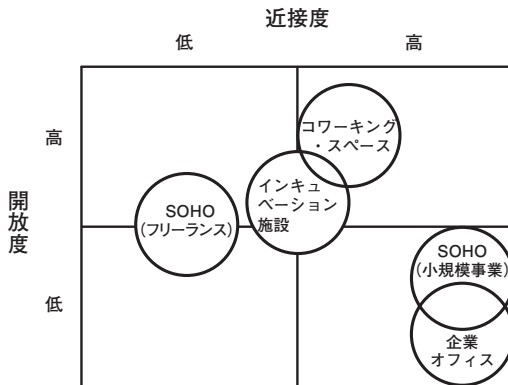 近接度
低
高
高
開放度
低
コワーキング
・スペース
インキュ
ベーション
施設
SOHO
(フリーランス)
SOHO
(小規模事業)
企業
オフィス